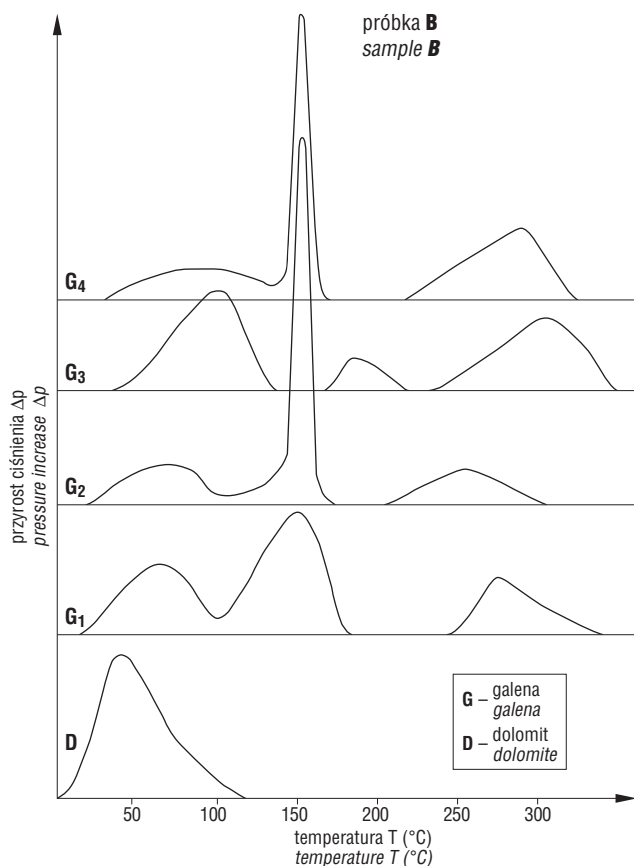 próbka B
sample B
G4
G3
G2
G1
D
przyrost ciśnienia Δp
pressure increase Δp
G – galena
galena
D – dolomit
dolomite
50 100 150 200 250 300
temperatura T (°C)
temperature T (°C)